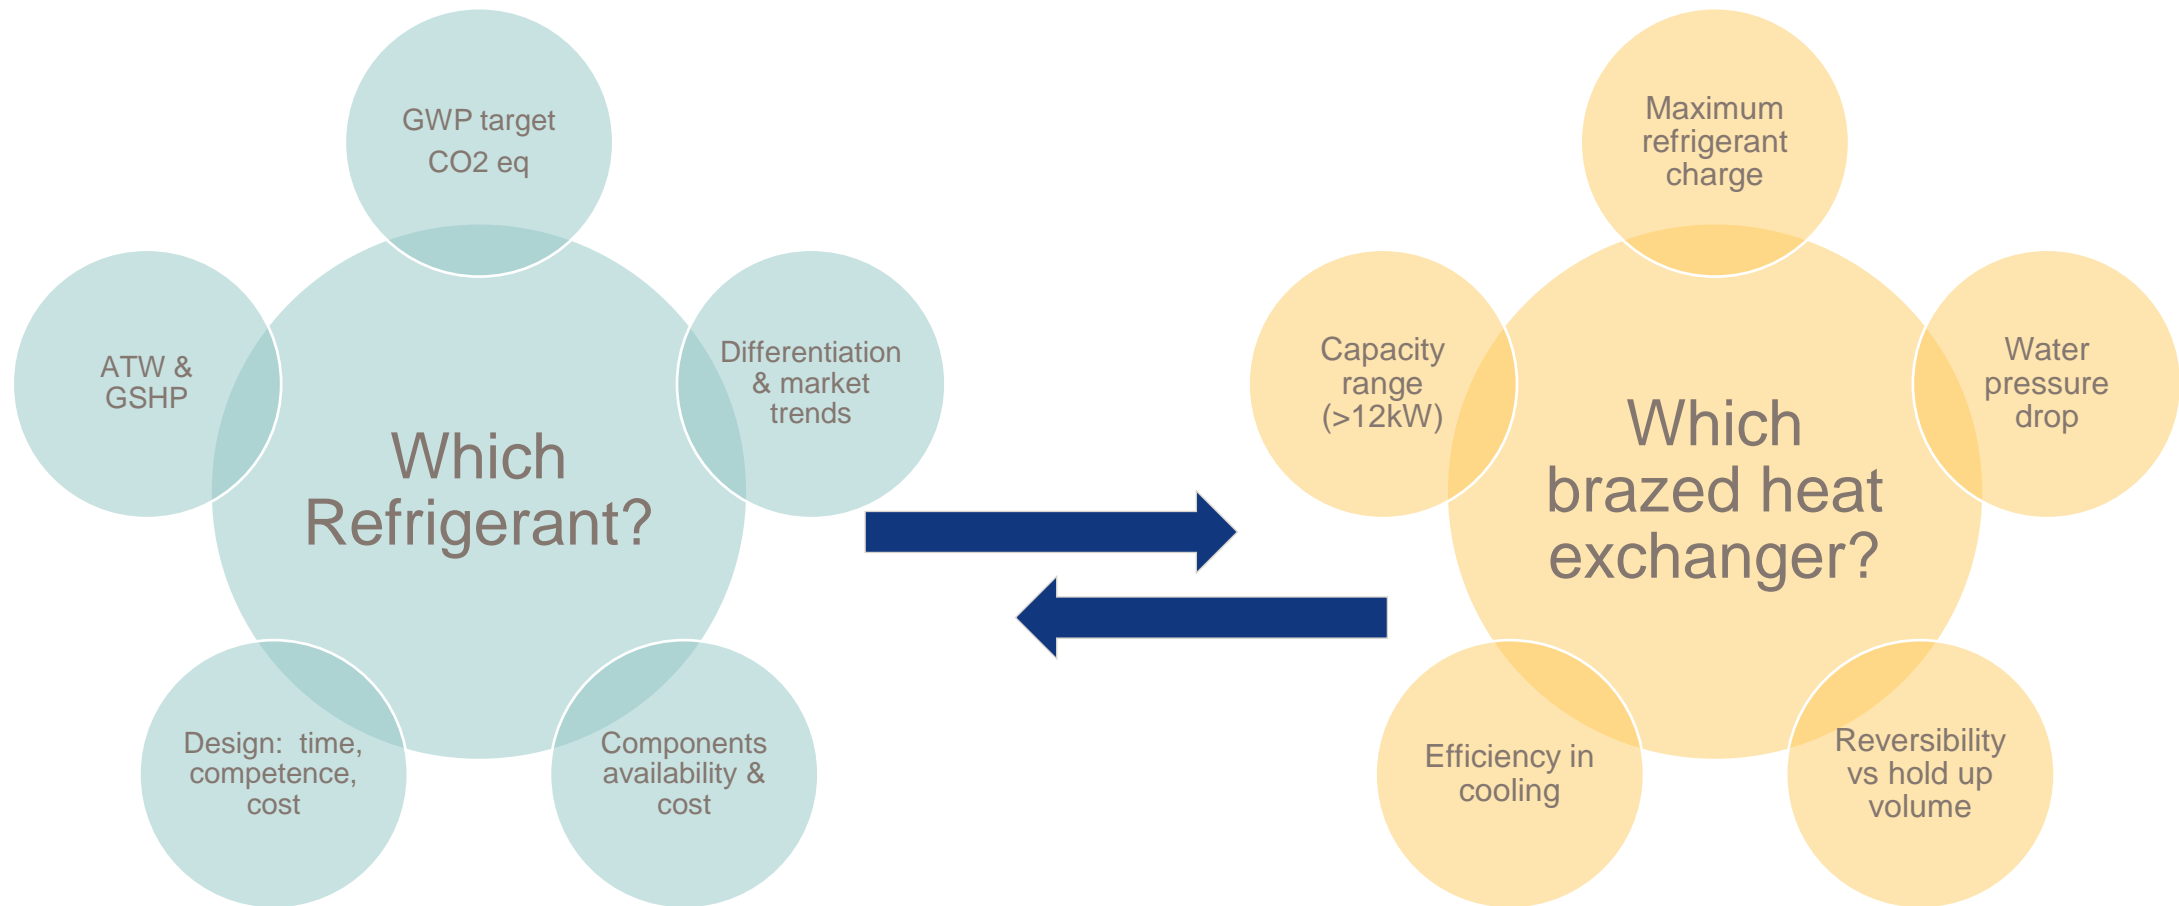 GWP target
CO2 eq
Differentiation
& market
trends
Components
availability &
cost
Design:  time,
competence,
cost
ATW &
GSHP
Which
Refrigerant?
Maximum
refrigerant
charge
Water
pressure
drop
Reversibility
vs hold up
volume
Efficiency in
cooling
Capacity
range
(>12kW)
Which
brazed heat
exchanger?